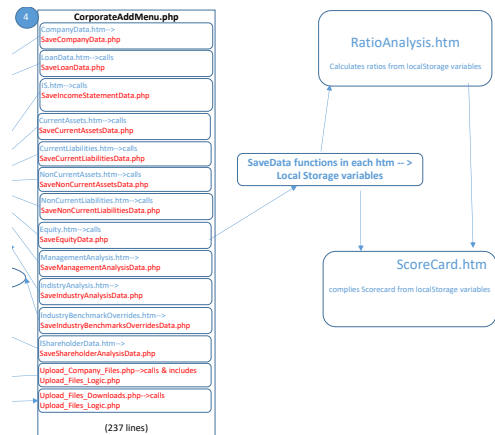 4
CorporateAddMenu.php
CompanyData.htm-->
SaveCompanyData.php
LoanData.htm-->calls
SaveLoanData.php
IS.htm-->calls
SaveIncomeStatementData.php
CurrentAssets.htm-->calls
SaveCurrentAssetsData.php
CurrentLiabilities.htm-->calls
SaveCurrentLiabilitiesData.php
NonCurrentAssets.htm-->calls
SaveNonCurrentAssetsData.php
NonCurrentLiabilities.htm-->calls
SaveNonCurrentLiabilitiesData.php
Equity.htm-->calls
SaveEquityData.php
ManagementAnalysis.htm-->
SaveManagementAnalysisData.php
IndistryAnalysis.htm-->
SaveIndustryAnalysisData.php
IndustryBenchmarkOverrides.htm-->
SaveIndustryBenchmarksOverridesData.php
IShareholderData.htm-->
SaveShareholderAnalysisData.php
Upload_Company_Files.php-->calls & includes
Upload_Files_Logic.php
Upload_Files_Downloads.php-->calls
Upload_Files_Logic.php
(237 lines)
SaveData functions in each htm -- >
Local Storage variables
RatioAnalysis.htm
Calculates ratios from localStorage variables
ScoreCard.htm
complies Scorecard from localStorage variables